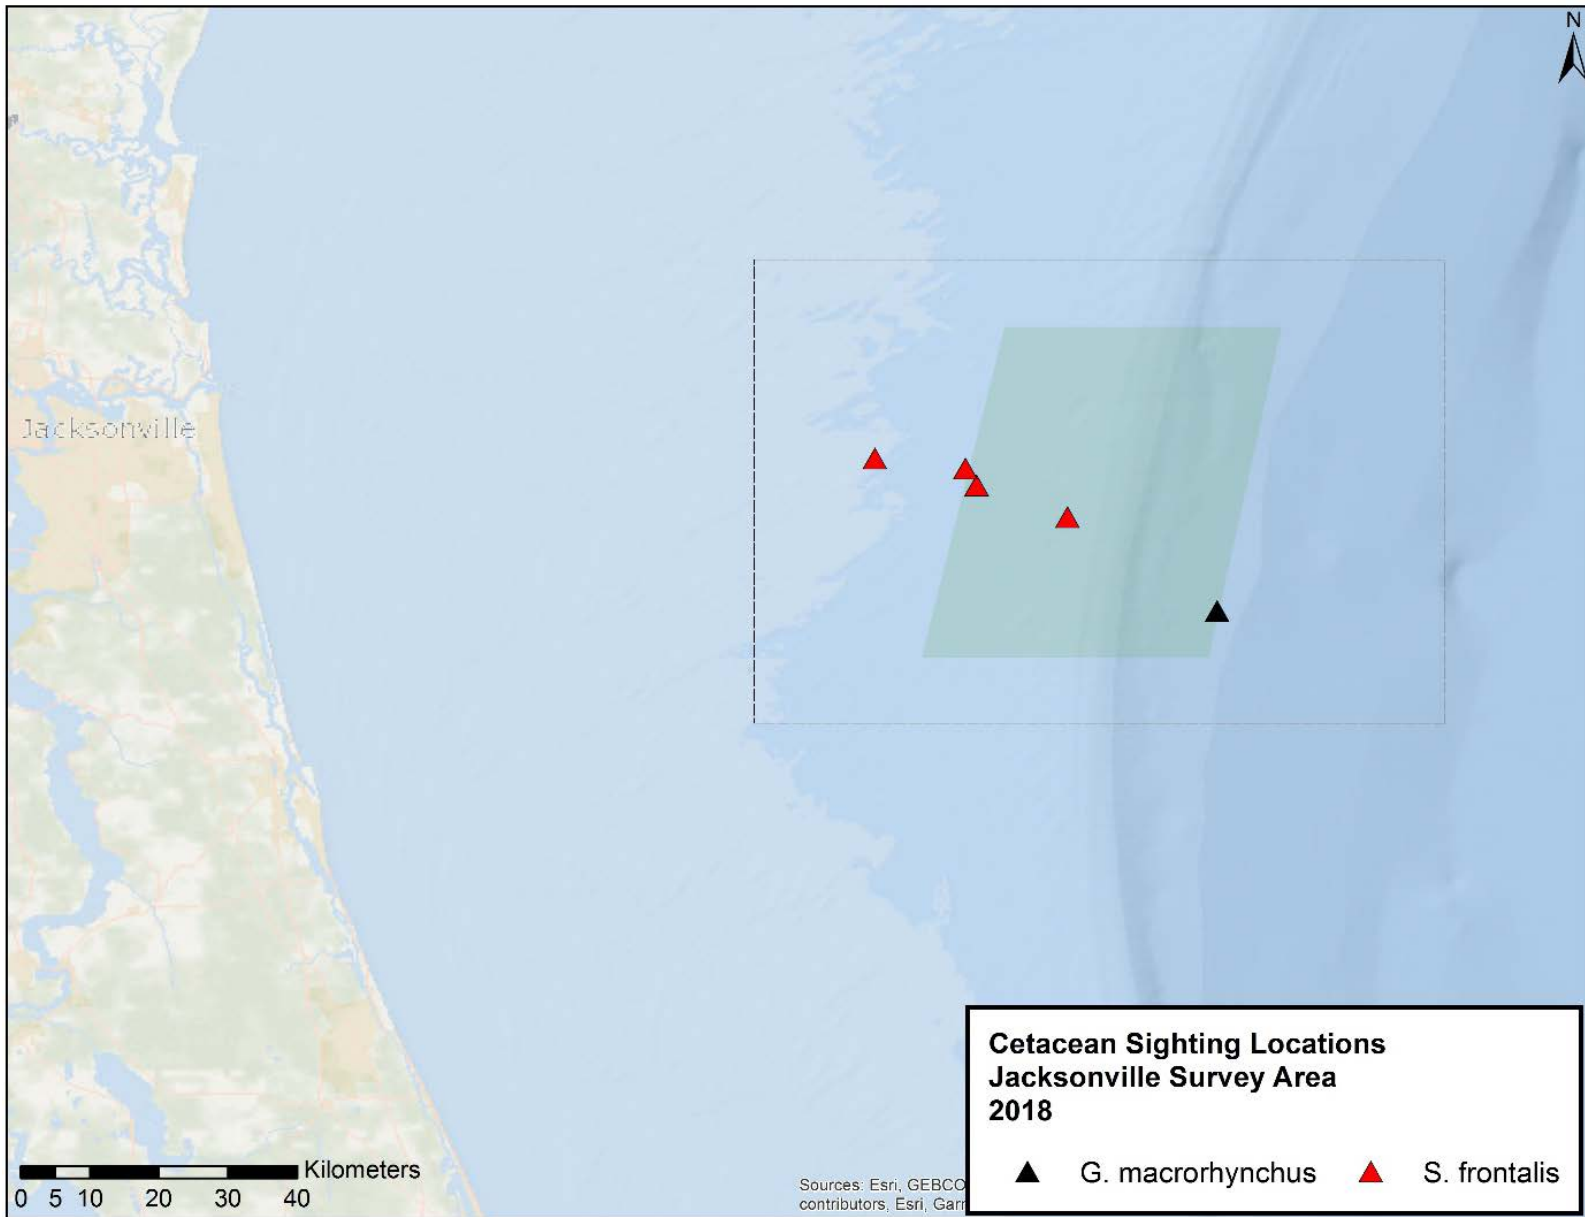 N
Jacksonville
Cetacean Sighting Locations
Jacksonville Survey Area
2018
G. macrorhynchus S. frontalis
Kilometers
0 5 10 20 30 40
Sources: Esri, GEBCO
contributors, Esri,